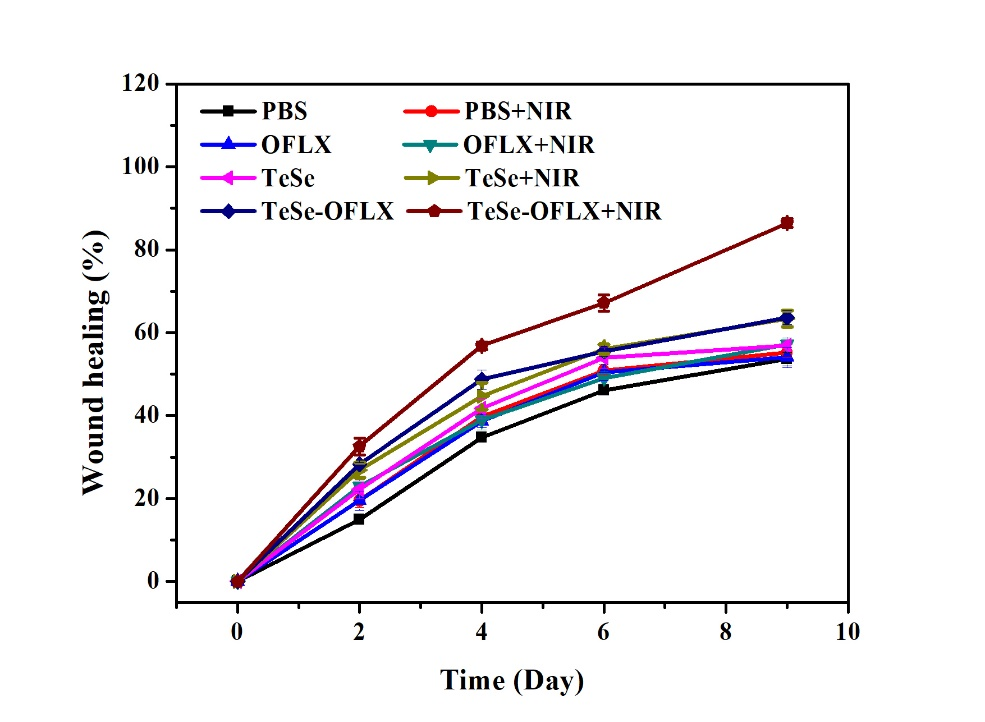 120
100
80
60
40
20
0
Wound healing (%)
PBS PBS+NIR
OFLX OFLX+NIR
TeSe TeSe+NIR
TeSe-OFLX TeSe-OFLX+NIR
0 2 4 6 8 10
Time (Day)